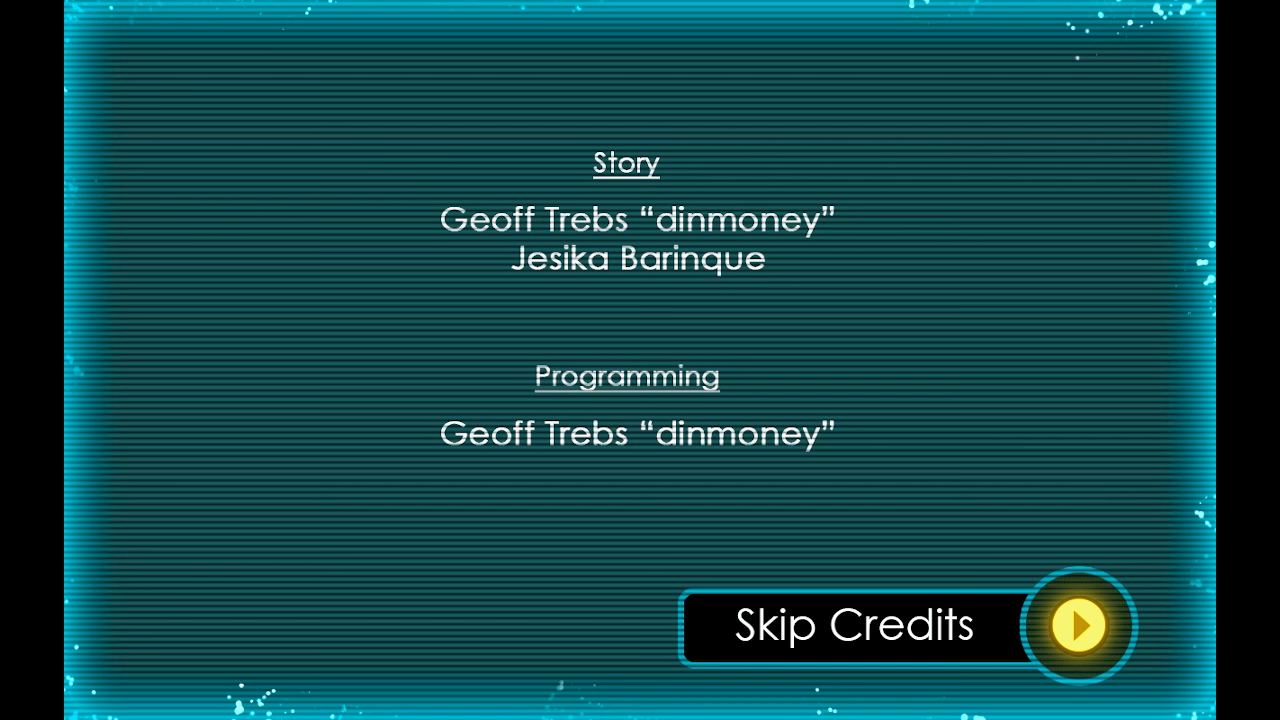 Story
Geoff Trebs “dinmoney”
Jesika Barinque
Programming
Geoff Trebs “dinmoney”
Skip Credits